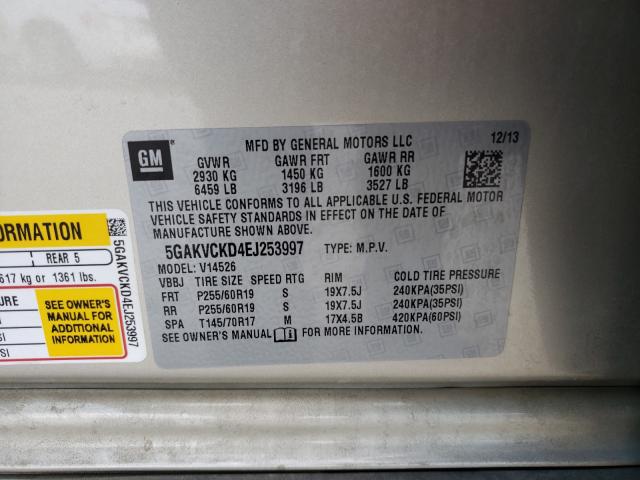 GM
MFD BY GENERAL MOTORS LLC 12/13
GVWR GAWR FRT GAWR RR
2930 KG 1450 KG 1600 KG
6459 LB 3196 LB 3527 LB
THIS VEHICLE CONFORMS TO ALL APPLICABLE U.S. FEDERAL MOTOR
VEHICLE SAFETY STANDARDS IN EFFECT ON THE DATE OF
MANUFACTURE SHOWN ABOVE.
5GAKVCKD4EJ253997 TYPE: M.P.V.
MODEL: V14526
VBBJ TIRE SIZE SPEED RTG RIM COLD TIRE PRESSURE
FRT P255/60R19 S 19X7.5J 240KPA(35PSI)
RR P255/60R19 S 19X7.5J 240KPA(35PSI)
SPA T145/70R17 M 17X4.5B 420KPA(60PSI)
SEE OWNER'S MANUAL FOR MORE INFORMATION.
ORMATION
REAR 5
617 kg or 1361 lbs.
SURE
SI
SI
PSI
SEE OWNER'S
MANUAL FOR
ADDITIONAL
INFORMATION
5GAKVCKD4EJ253997